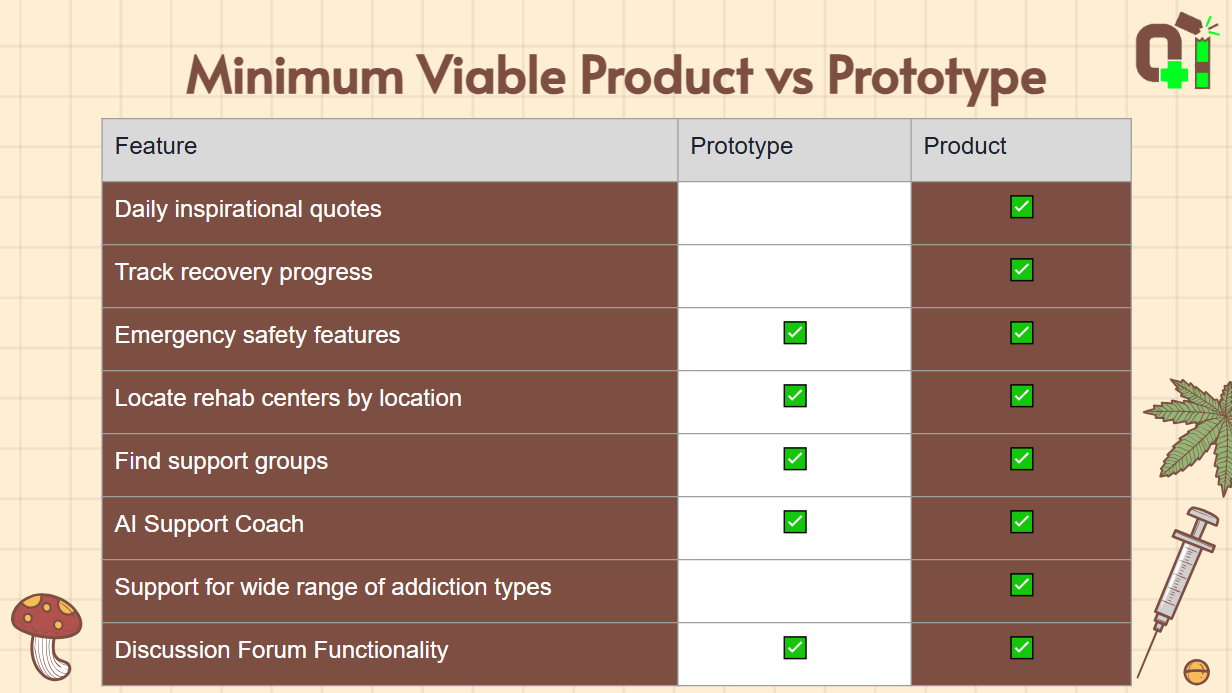 Minimum Viable Product vs Prototype
Feature Prototype Product
Daily inspirational quotes ✅
Track recovery progress ✅
Emergency safety features ✅ ✅
Locate rehab centers by location ✅ ✅
Find support groups ✅ ✅
AI Support Coach ✅ ✅
Support for wide range of addiction types ✅
Discussion Forum Functionality ✅ ✅